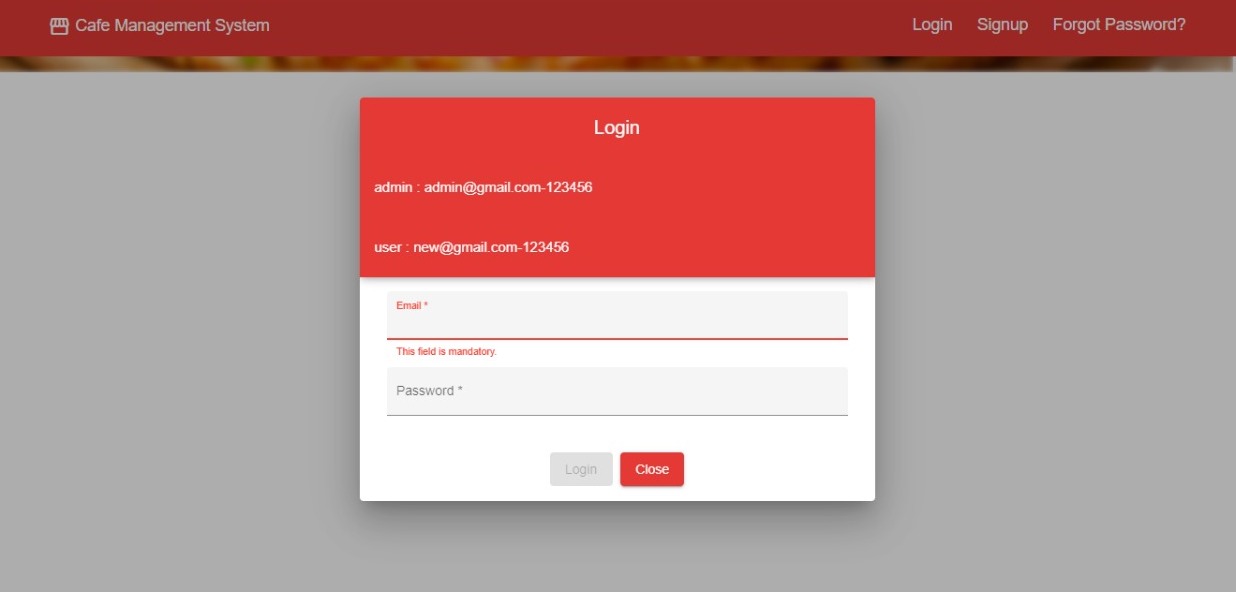 Cafe Management System
Login Signup Forgot Password?
Login
admin : admin@gmail.com-123456
user : new@gmail.com-123456
Email *
This field is mandatory.
Password *
Login Close